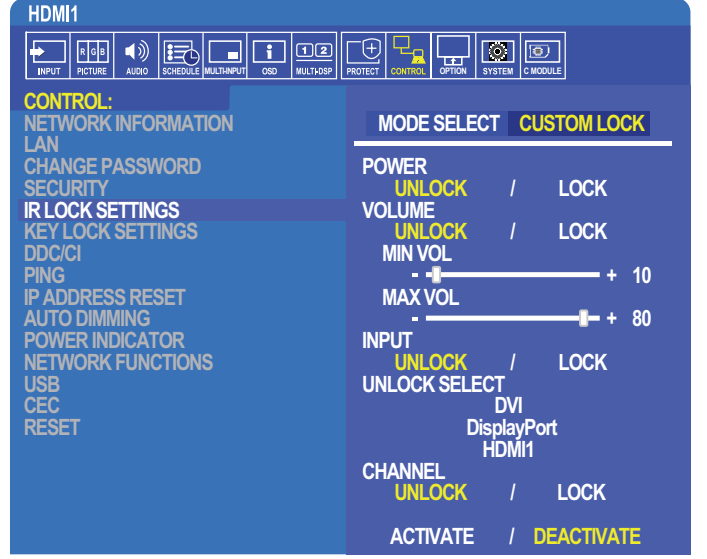 HDMI1
R G B
1 2
INPUT PICTURE AUDIO SCHEDULE MULTI-INPUT OSD MULTI-DSP PROTECT CONTROL OPTION SYSTEM C MODULE
CONTROL:
NETWORK INFORMATION
LAN
CHANGE PASSWORD
SECURITY
IR LOCK SETTINGS
KEY LOCK SETTINGS
DDC/CI
PING
IP ADDRESS RESET
AUTO DIMMING
POWER INDICATOR
NETWORK FUNCTIONS
USB
CEC
RESET
MODE SELECT CUSTOM LOCK
POWER
UNLOCK / LOCK
VOLUME
UNLOCK / LOCK
MIN VOL
- + 10
MAX VOL
- + 80
INPUT
UNLOCK / LOCK
UNLOCK SELECT
DVI
DisplayPort
HDMI1
CHANNEL
UNLOCK / LOCK
ACTIVATE / DEACTIVATE